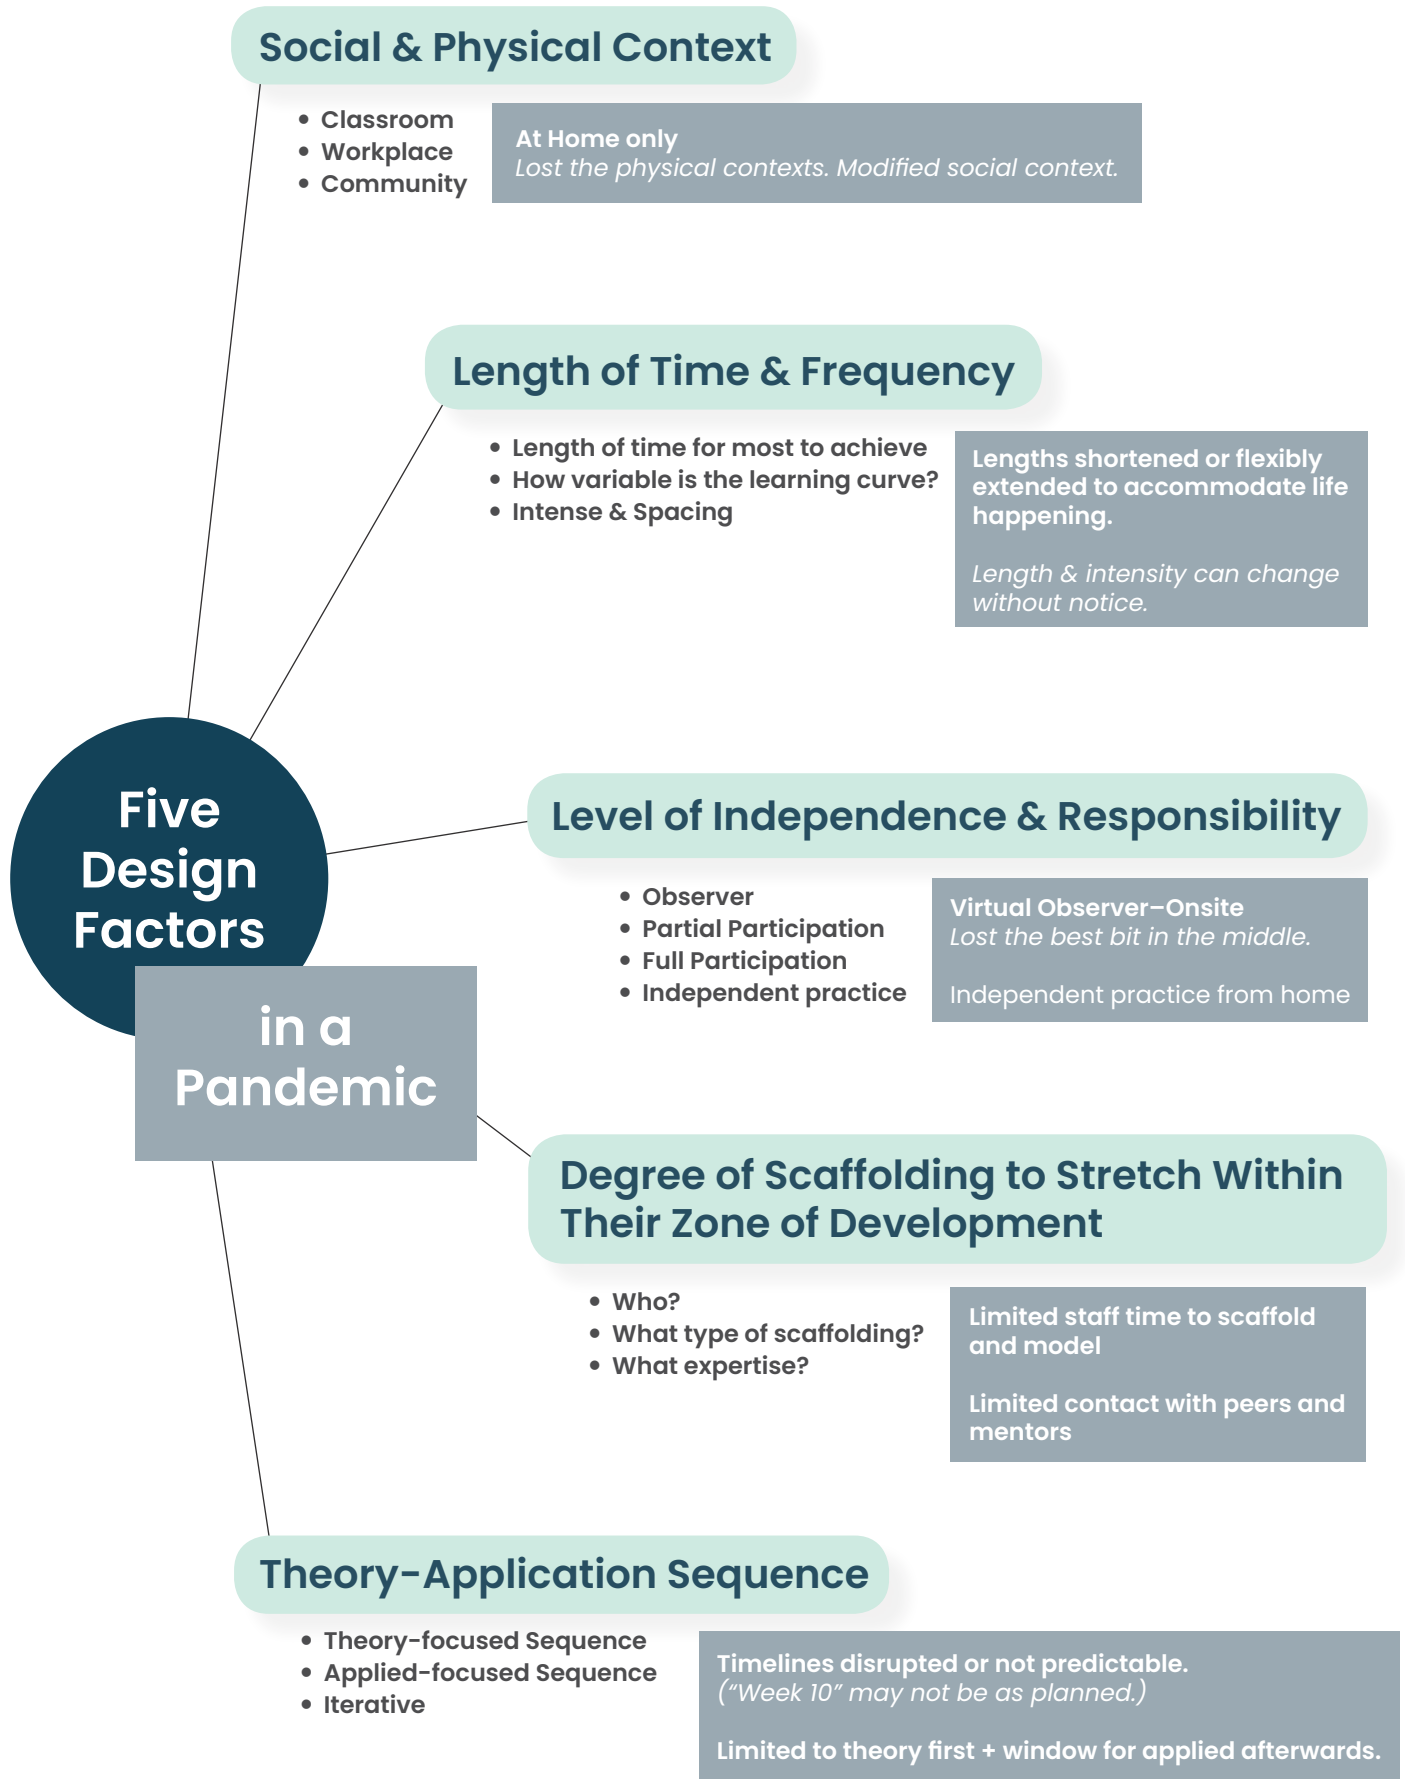 Social & Physical Context
• Classroom
• Workplace
• Community
At Home only
Lost the physical contexts. Modified social context.
Length of Time & Frequency
• Length of time for most to achieve
• How variable is the learning curve?
• Intense & Spacing
Lengths shortened or flexibly
extended to accommodate life
happening.
Length & intensity can change
without notice.
Five
Design
Factors
in a
Pandemic
Level of Independence & Responsibility
• Observer
• Partial Participation
• Full Participation
• Independent practice
Virtual Observer–Onsite
Lost the best bit in the middle.
Independent practice from home
Degree of Scaffolding to Stretch Within
Their Zone of Development
• Who?
• What type of scaffolding?
• What expertise?
Limited staff time to scaffold
and model
Limited contact with peers and
mentors
Theory-Application Sequence
• Theory-focused Sequence
• Applied-focused Sequence
• Iterative
Timelines disrupted or not predictable.
(“Week 10” may not be as planned.)
Limited to theory first + window for applied afterwards.